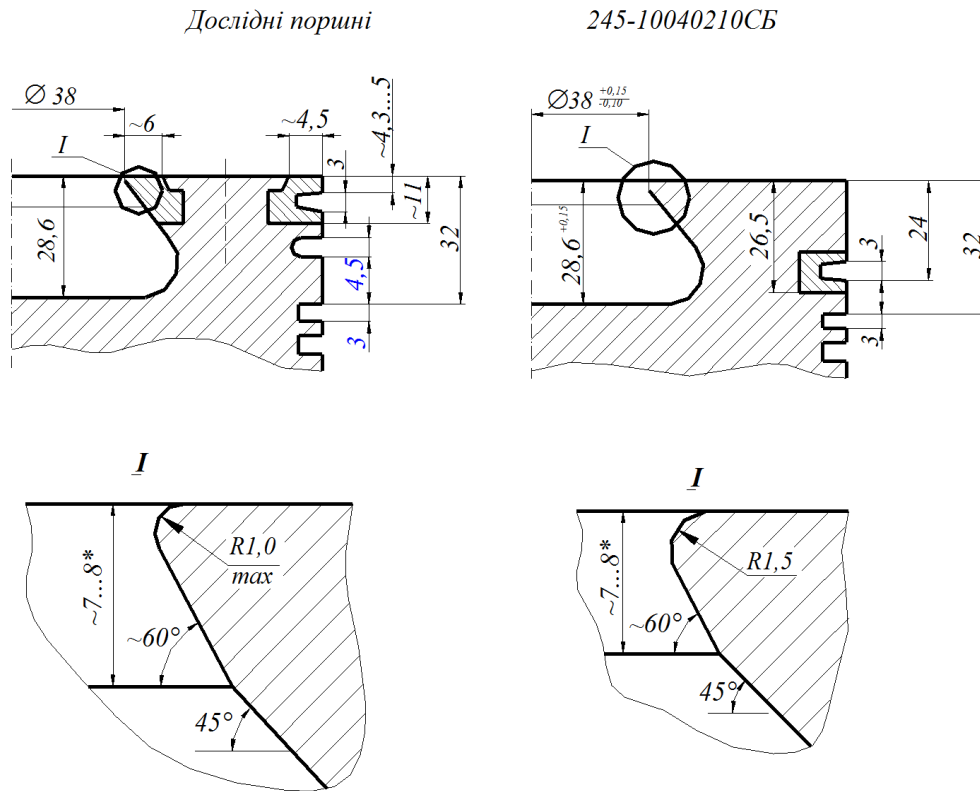 Дослідні поршні
245-10040210СБ
∅ 38
~6
~4,5
~4,3...5
I
3
~11
28,6
32
4,5
3
∅38 +0,15 -0,10
I
28,6 +0,15
26,5
3
24
32
3
I
R1,0
max
~7...8*
~60°
45°
I
R1,5
~7...8*
~60°
45°